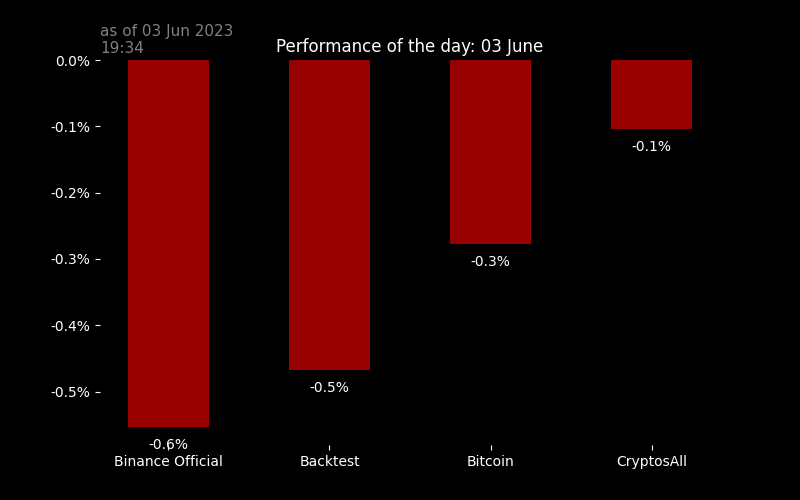 as of 03 Jun 2023
19:34
Performance of the day: 03 June
0.0%
-0.1%
-0.2%
-0.3%
-0.4%
-0.5%
-0.1%
-0.3%
-0.5%
-0.6%
Binance Official
Backtest
Bitcoin
CryptosAll